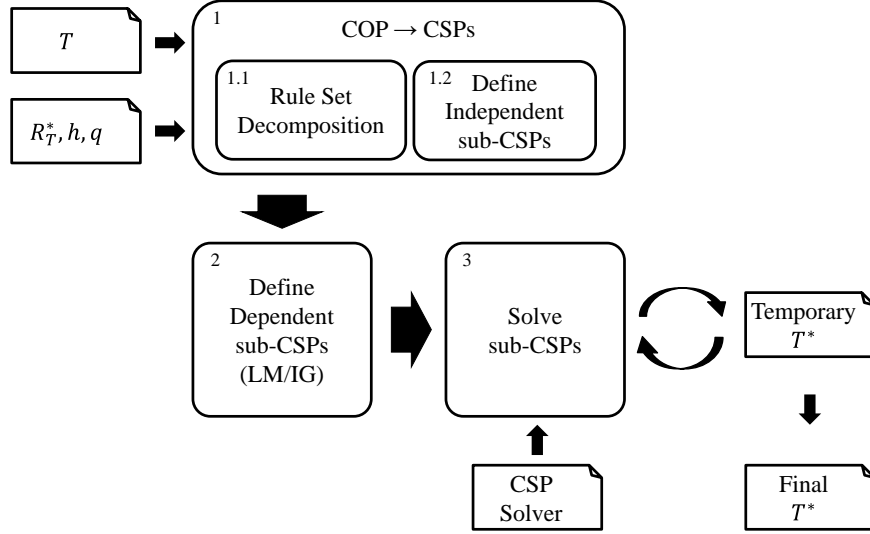 T
R*_T, h, q
1
COP → CSPs
1.1
Rule Set
Decomposition
1.2
Define
Independent
sub-CSPs
2
Define
Dependent
sub-CSPs
(LM/IG)
3
Solve
sub-CSPs
Temporary
T*
CSP
Solver
Final
T*